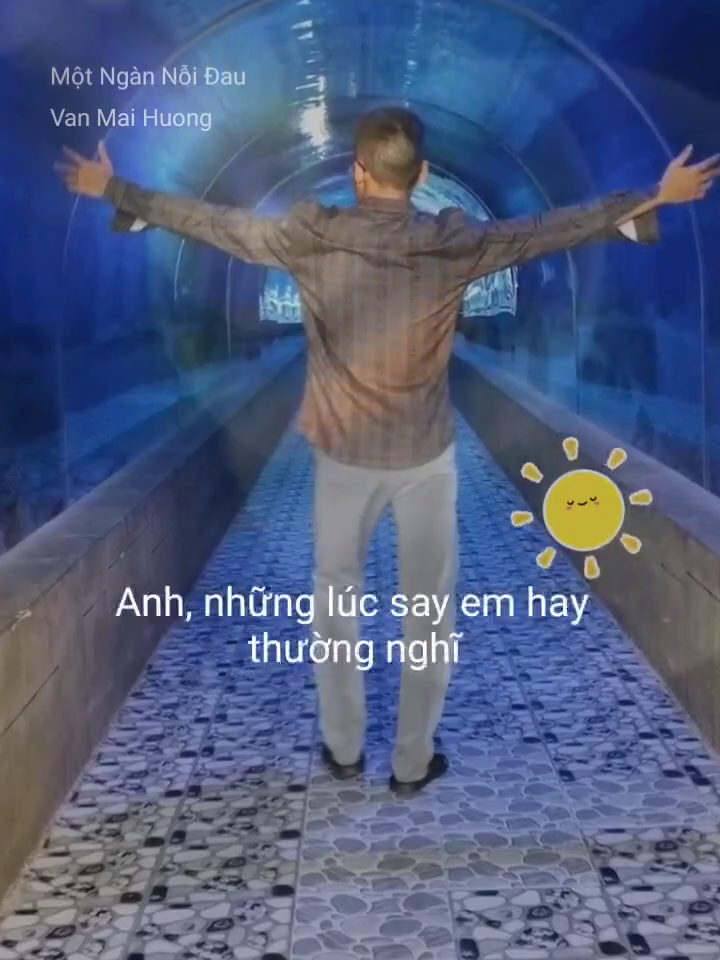 Một Ngàn Nỗi Đau
Van Mai Huong
Anh, những lúc say em hay
thường nghĩ